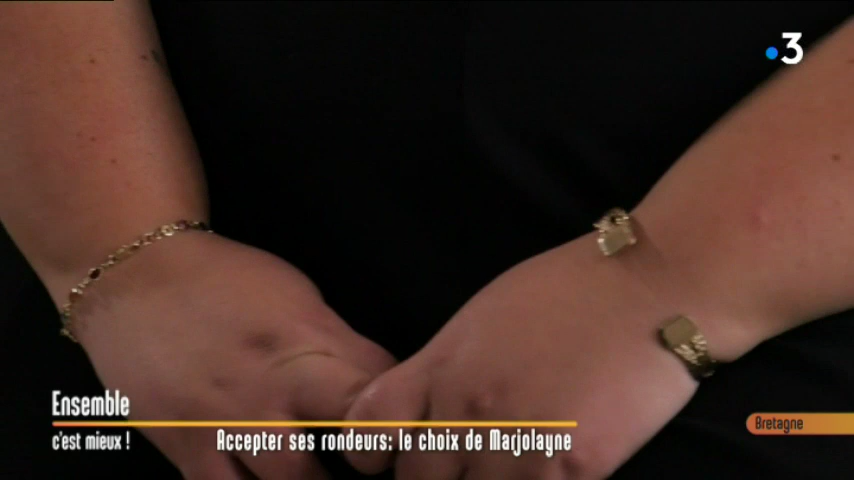 3
Ensemble
c'est mieux !
Accepter ses rondeurs: le choix de Marjolayne
Bretagne